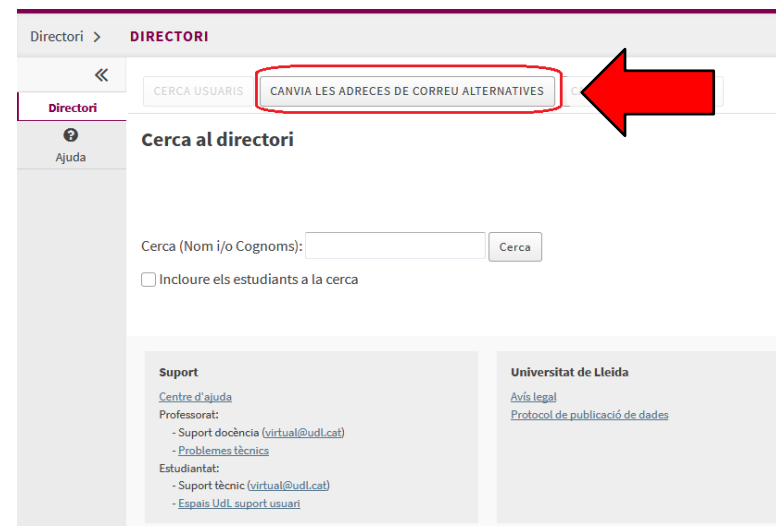 Directori > DIRECTORI
«
Directori
Ajuda
CERCA USUARIS CANVIA LES ADRECES DE CORREU ALTERNATIVES
Cerca al directori
Cerca (Nom i/o Cognoms): Cerca
Incloure els estudiants a la cerca
Suport
Centre d'ajuda
Professorat:
- Suport docència (virtual@udl.cat)
- Problemes tècnics
Estudiantat:
- Suport tècnic (virtual@udl.cat)
- Espais UdL suport usuari
Universitat de Lleida
Avís legal
Protocol de publicació de dades